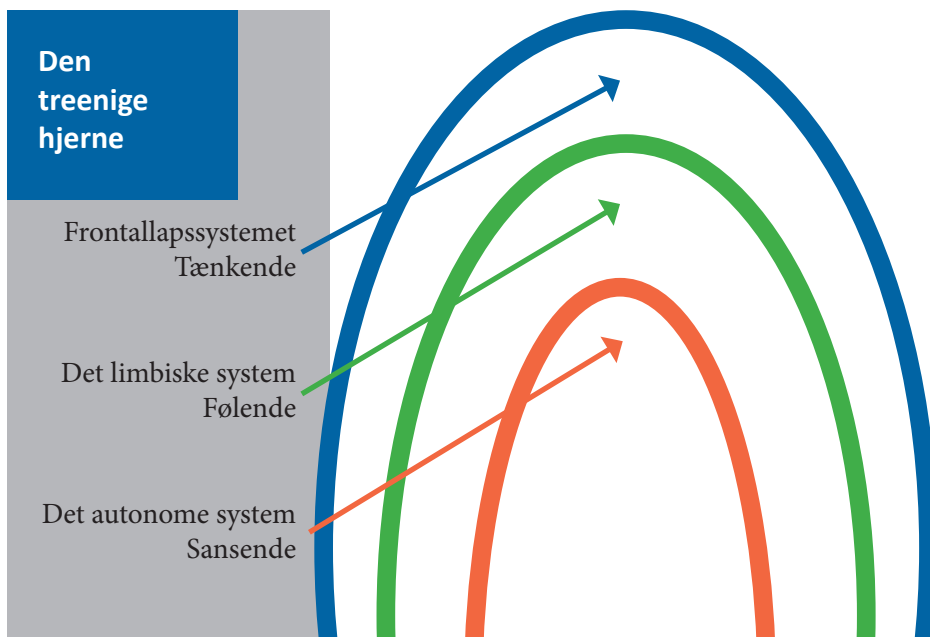 Den
treenige
hjerne
Frontallapssystemet
Tænkende
Det limbiske system
Følende
Det autonome system
Sansende